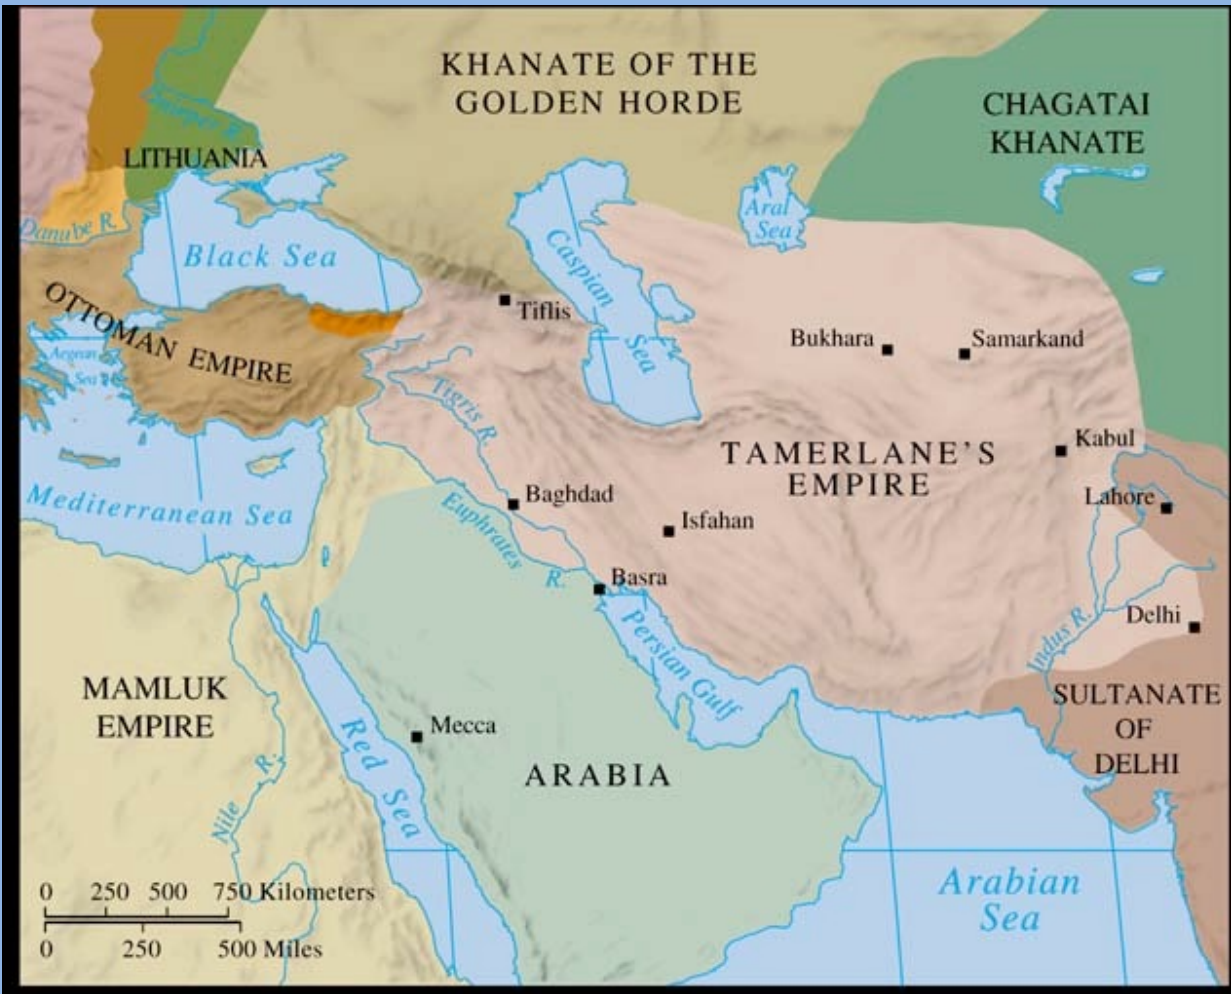 KHANATE OF THE
GOLDEN HORDE
CHAGATAI
KHANATE
Dnieper R.
LITHUANIA
Danube R.
Black Sea
Aral
Sea
Caspian
Sea
OTTOMAN EMPIRE
Tiflis
Bukhara
Samarkand
Aegean
Sea
Tigris R.
TAMERLANE'S
EMPIRE
Kabul
Lahore
Baghdad
Isfahan
Mediterranean Sea
Euphrates R.
Basra
Persian Gulf
Delhi
Indus R.
MAMLUK
EMPIRE
SULTANATE
OF
DELHI
Mecca
Red Sea
ARABIA
Nile R.
Arabian
Sea
0 250 500 750 Kilometers
0 250 500 Miles